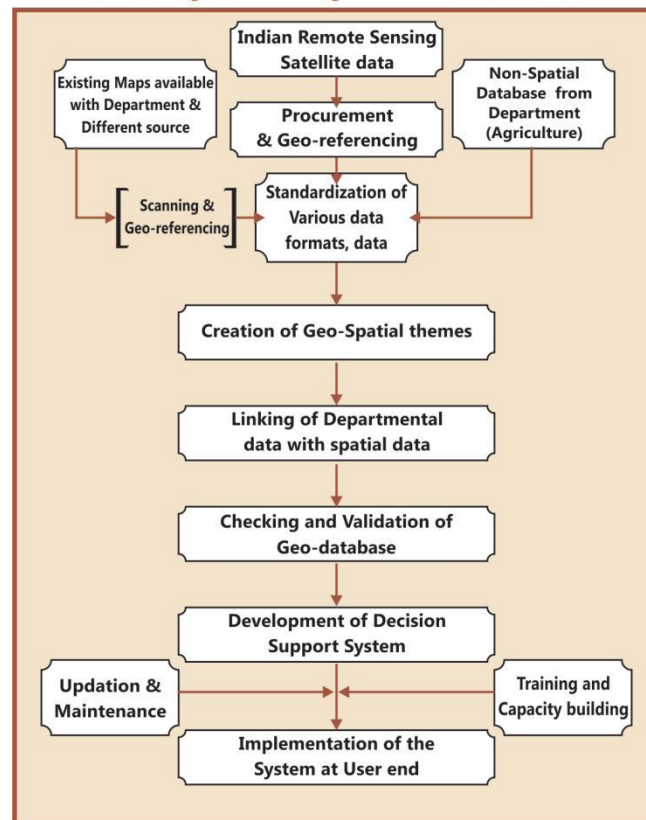 Indian Remote Sensing
Satellite data
Existing Maps available
with Department &
Different source
Non-Spatial
Database from
Department
(Agriculture)
Procurement
& Geo-referencing
Scanning &
Geo-referencing
Standardization of
Various data
formats, data
Creation of Geo-Spatial themes
Linking of Departmental
data with spatial data
Checking and Validation of
Geo-database
Development of Decision
Support System
Updation &
Maintenance
Training and
Capacity building
Implementation of the
System at User end